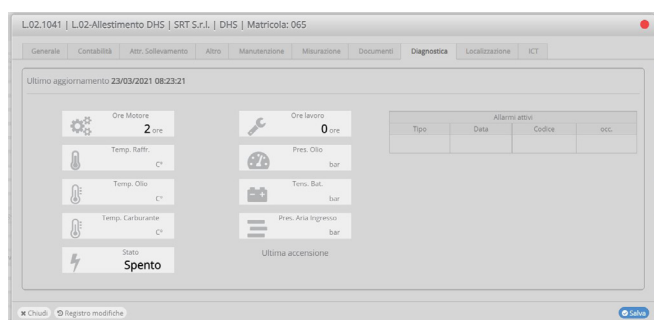 L.02.1041 | L.02-Allestimento DHS | SRT S.r.l. | DHS | Matricola: 065
Generale Contabilità Attr. Sollevamento Altro Manutenzione Misurazione Documenti Diagnostica Localizzazione ICT
Ultimo aggiornamento 23/03/2021 08:23:21
Ore Motore
2 ore
Ore lavoro
0 ore
Allarmi attivi
Tipo Data Codice occ.
Temp. Raffr.
C°
Pres. Olio
bar
Temp. Olio
C°
Tens. Bat.
bar
Temp. Carburante
C°
Pres. Aria Ingresso
bar
Stato
Spento
Ultima accensione
Chiudi Registro modifiche Salva